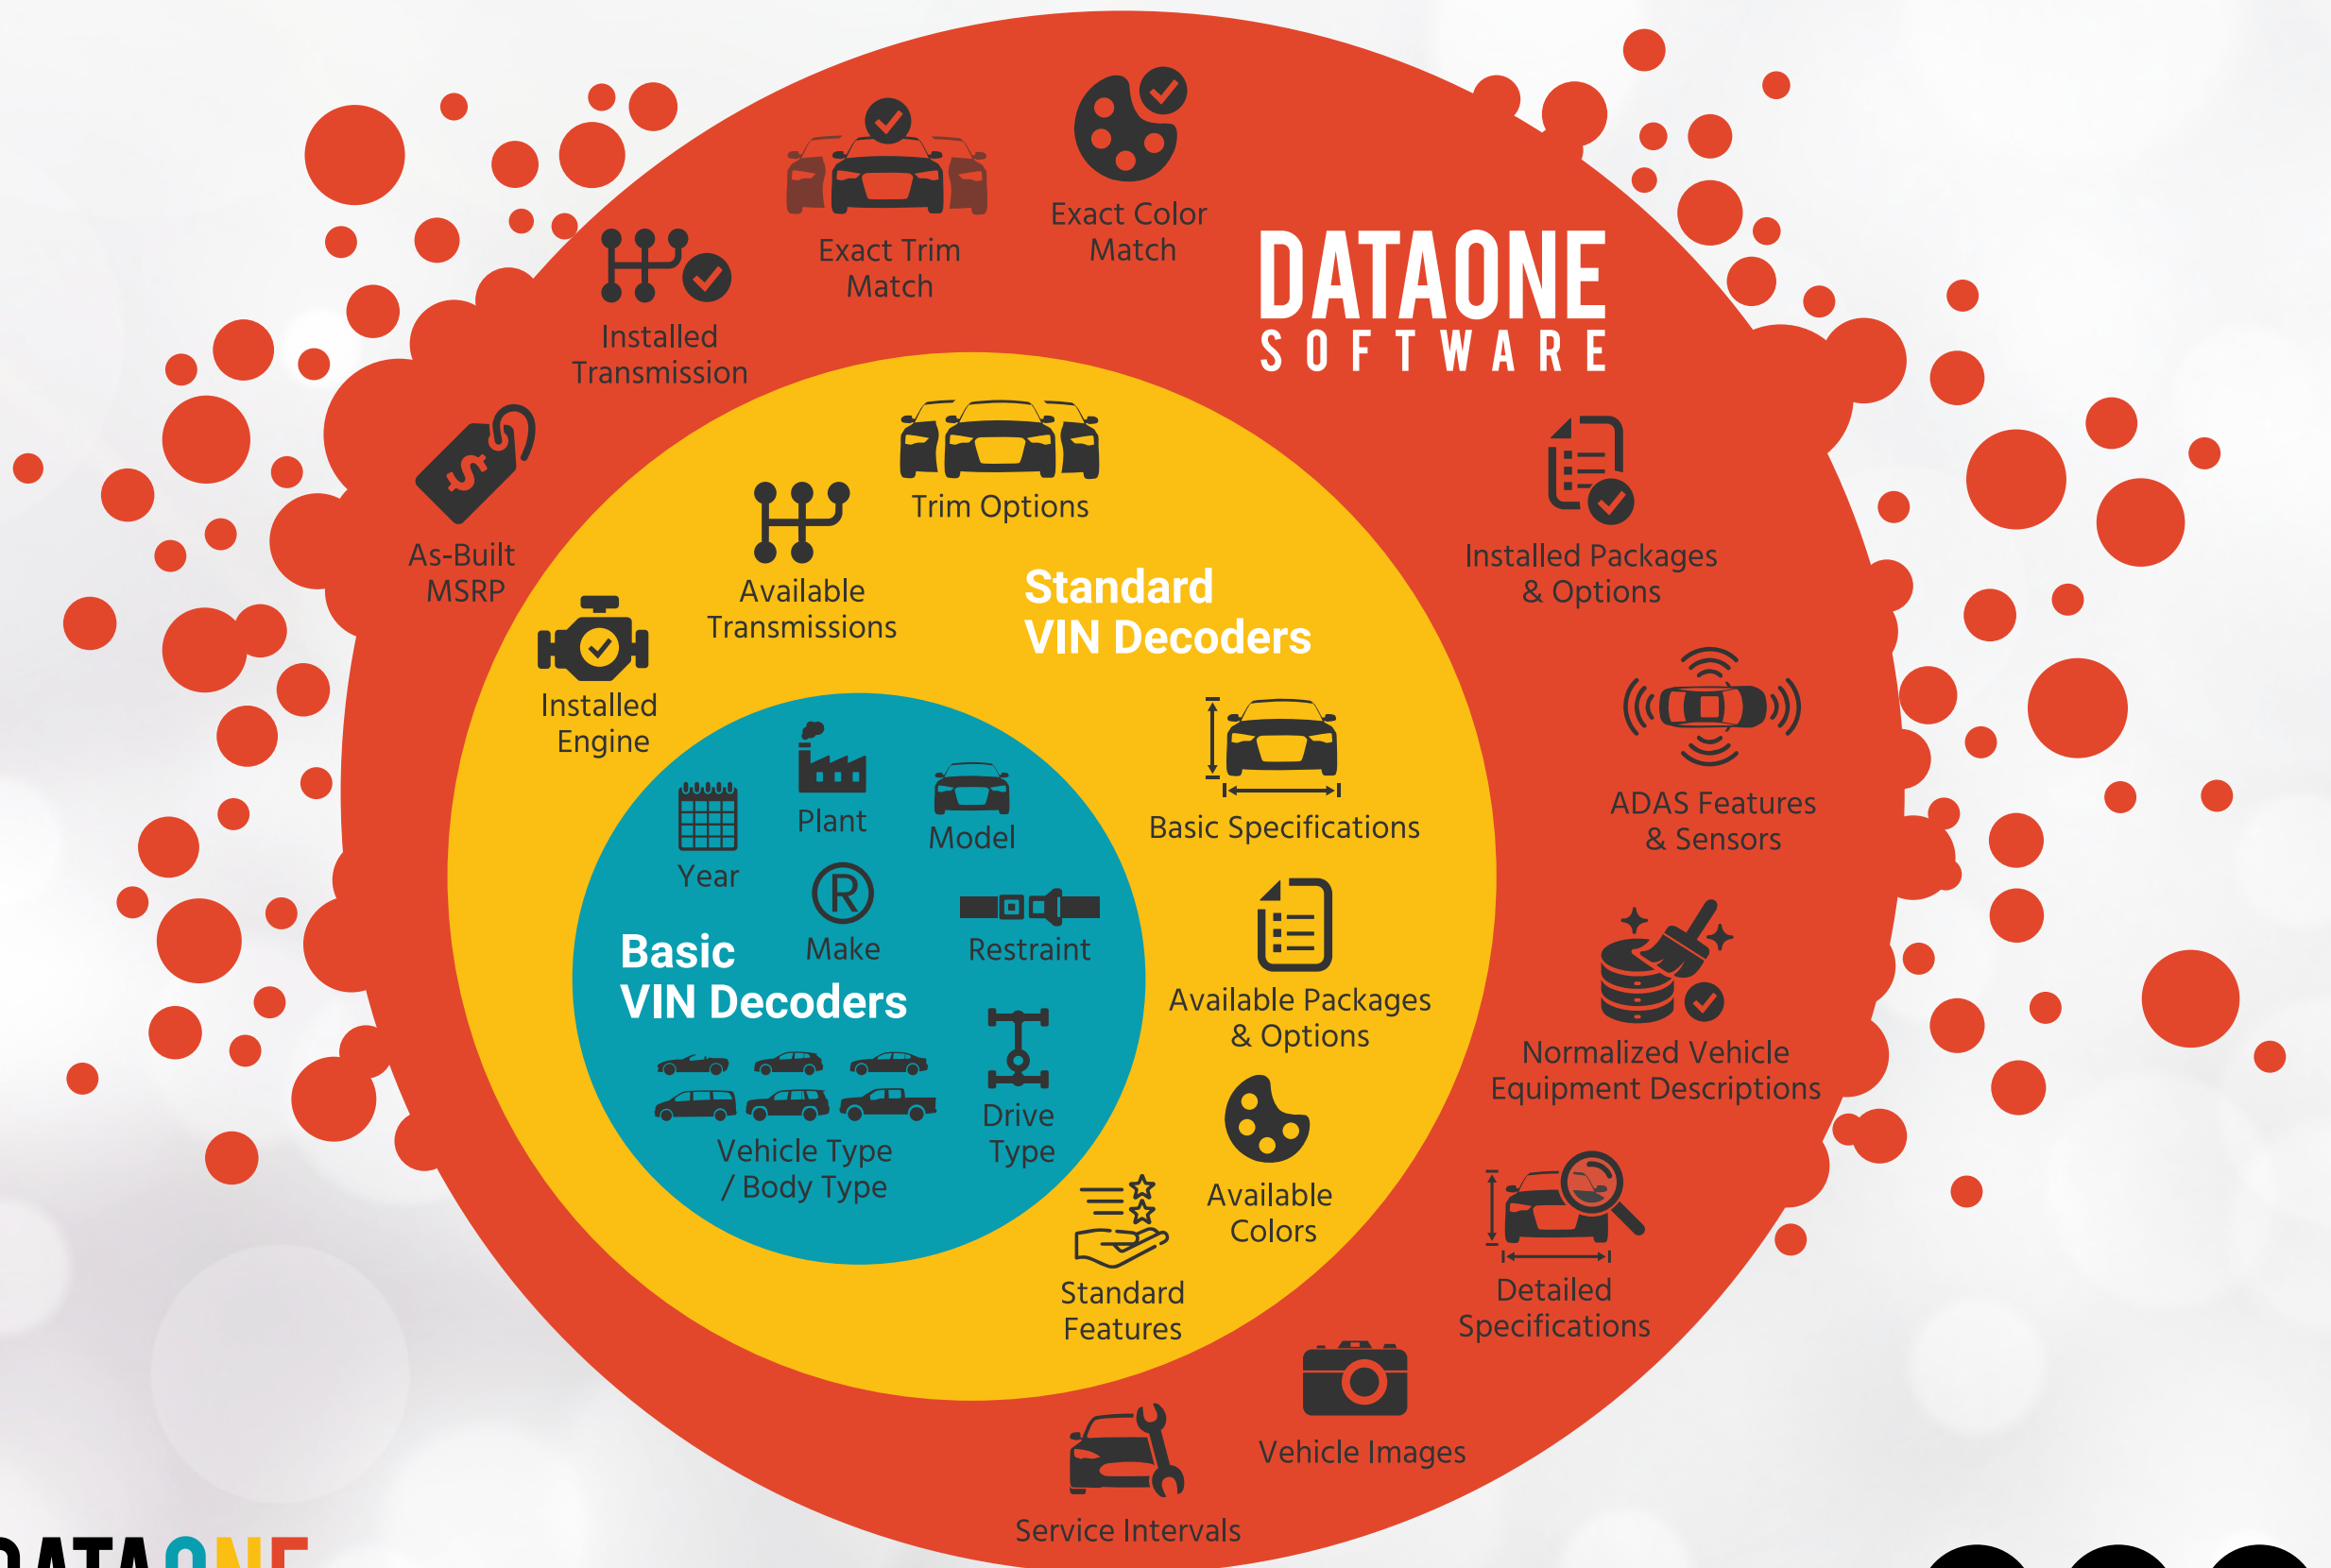 Exact Color
Match
Exact Trim
Match
Installed
Transmission
As-Built
MSRP
DATAONE
SOFTWARE
Installed Packages
& Options
ADAS Features
& Sensors
Normalized Vehicle
Equipment Descriptions
Detailed
Specifications
Vehicle Images
Service Intervals
Trim Options
Available
Transmissions
Installed
Engine
Standard
VIN Decoders
Basic Specifications
Available Packages
& Options
Available
Colors
Standard
Features
Plant
Model
Year
Make
Restraint
Basic
VIN Decoders
Drive
Type
Vehicle Type
/ Body Type
$
®
DATAONE